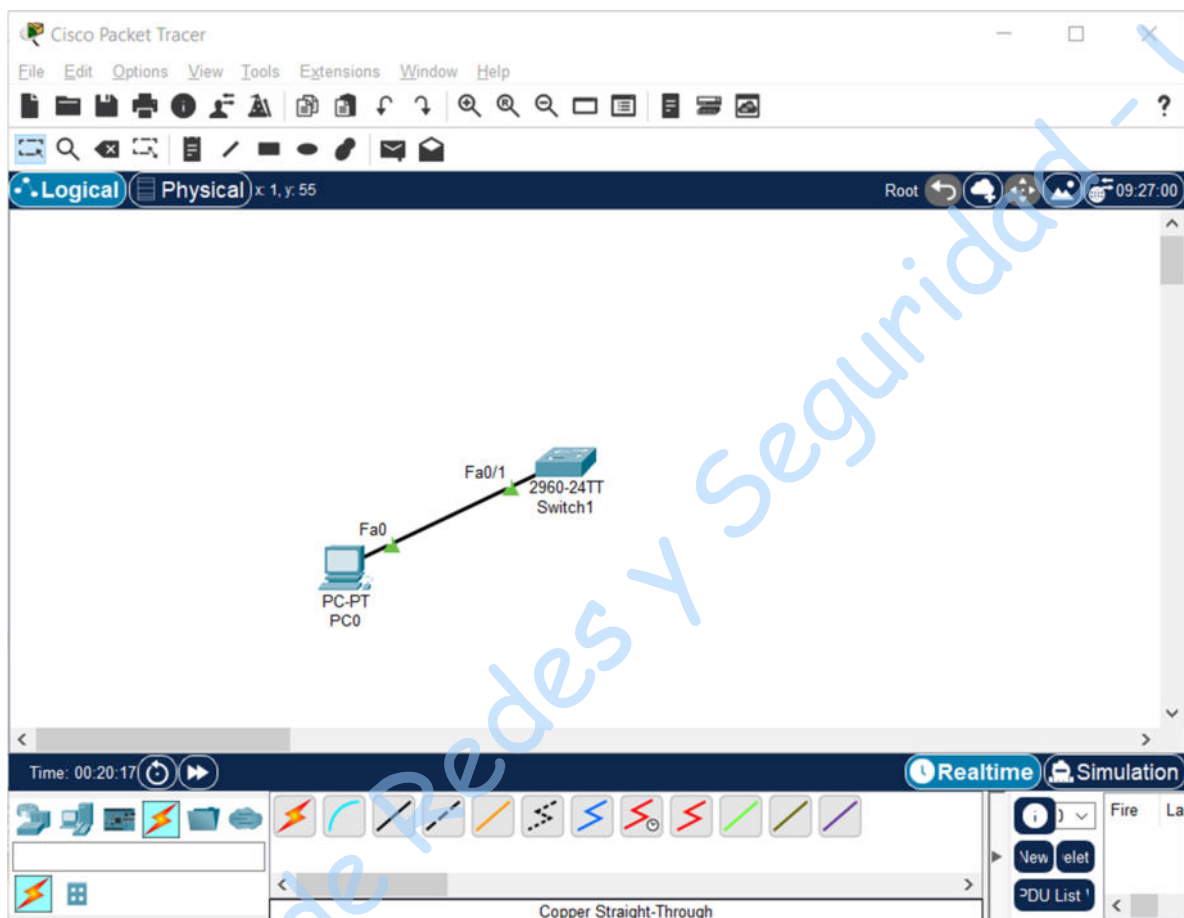 Cisco Packet Tracer
File Edit Options View Tools Extensions Window Help
?
Logical Physical x: 1, y: 55 Root 09:27:00
Fa0/1
2960-24TT
Switch1
Fa0
PC-PT
PC0
Time: 00:20:17 Realtime Simulation
Fire La
New elet
PDU List
Copper Straight-Through
de Redes y Seguridad - U